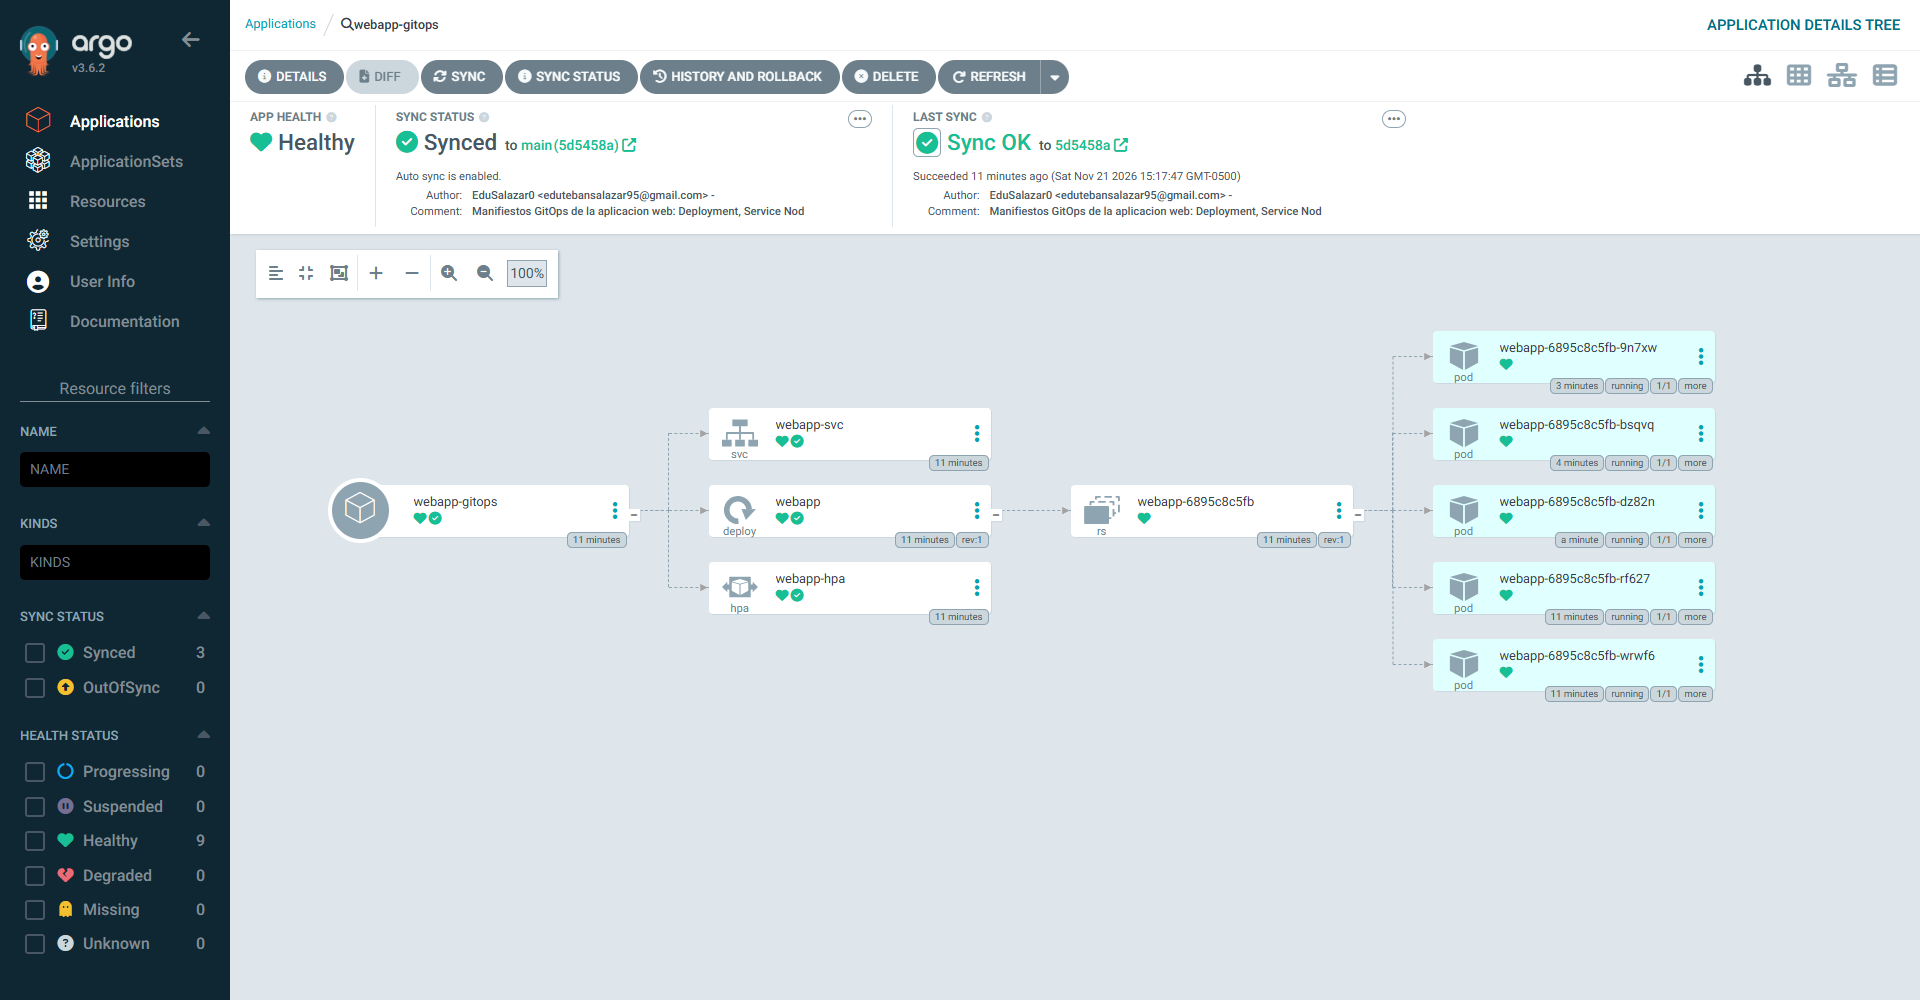 argo
v3.6.2
Applications
ApplicationSets
Resources
Settings
User Info
Documentation
Resource filters
NAME
NAME
KINDS
KINDS
SYNC STATUS
Synced 3
OutOfSync 0
HEALTH STATUS
Progressing 0
Suspended 0
Healthy 9
Degraded 0
Missing 0
Unknown 0
Applications / webapp-gitops
APPLICATION DETAILS TREE
DETAILS DIFF SYNC SYNC STATUS HISTORY AND ROLLBACK DELETE REFRESH
APP HEALTH
Healthy
SYNC STATUS
Synced to main (5d5458a)
Auto sync is enabled.
Author: EduSalazar0 <edutebansalazar95@gmail.com> -
Comment: Manifiestos GitOps de la aplicacion web: Deployment, Service Nod
LAST SYNC
Sync OK to 5d5458a
Succeeded 11 minutes ago (Sat Nov 21 2026 15:17:47 GMT-0500)
Author: EduSalazar0 <edutebansalazar95@gmail.com> -
Comment: Manifiestos GitOps de la aplicacion web: Deployment, Service Nod
100%
webapp-gitops
11 minutes
webapp-svc
svc
11 minutes
webapp
deploy
11 minutes rev:1
webapp-hpa
hpa
11 minutes
webapp-6895c8c5fb
rs
11 minutes rev:1
webapp-6895c8c5fb-9n7xw
pod
3 minutes running 1/1 more
webapp-6895c8c5fb-bsqvq
pod
4 minutes running 1/1 more
webapp-6895c8c5fb-dz82n
pod
a minute running 1/1 more
webapp-6895c8c5fb-rf627
pod
11 minutes running 1/1 more
webapp-6895c8c5fb-wrwf6
pod
11 minutes running 1/1 more